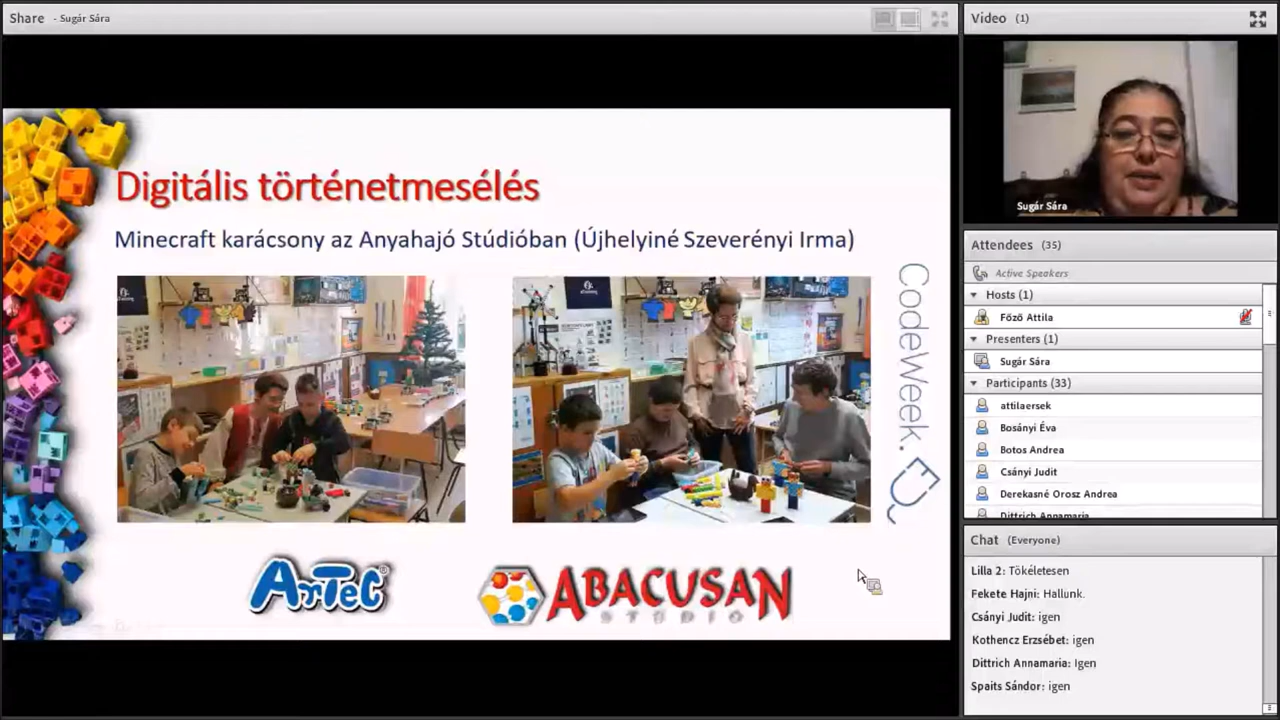 Share - Sugár Sára
Digitális történetmesélés
Minecraft karácsony az Anyahajó Stúdióban (Újhelyiné Szeverényi Irma)
CodeWeek.
ArTeC®
ABACUSAN
STUDIO
Video (1)
Sugár Sára
Attendees (35)
Active Speakers
Hosts (1)
Főző Attila
Presenters (1)
Sugár Sára
Participants (33)
attilaersek
Bosányi Éva
Botos Andrea
Csányi Judit
Derekasné Orosz Andrea
Dittrich Annamaria
Chat (Everyone)
Lilla 2: Tökéletesen
Fekete Hajni: Hallunk.
Csányi Judit: igen
Kothencz Erzsébet: igen
Dittrich Annamaria: Igen
Spaits Sándor: igen